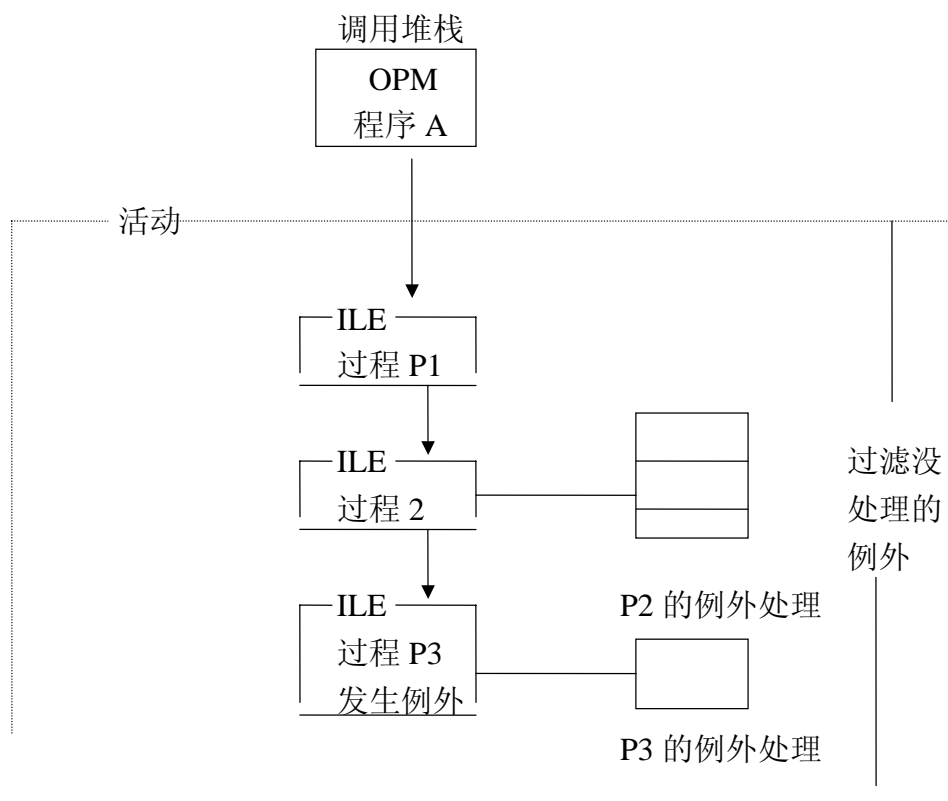 调用堆栈
OPM
程序 A
活动
ILE
过程 P1
ILE
过程 2
过滤没
处理的
例外
P2 的例外处理
ILE
过程 P3
发生例外
P3 的例外处理